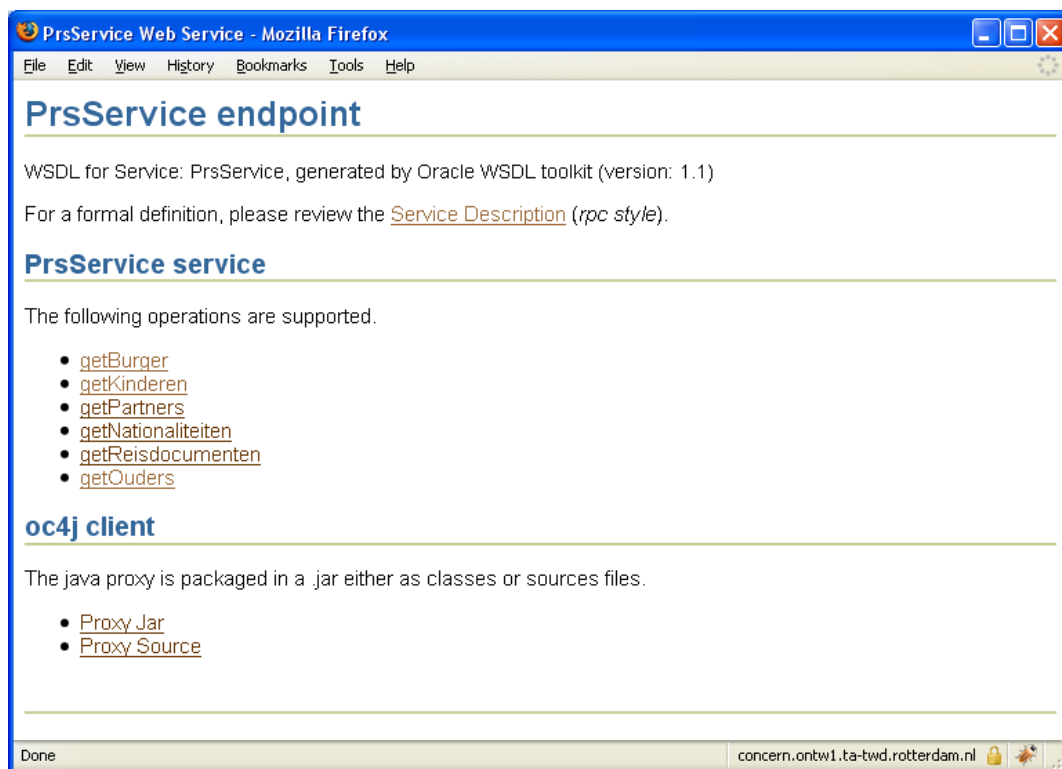 PrsService Web Service - Mozilla Firefox
File Edit View History Bookmarks Tools Help
PrsService endpoint
WSDL for Service: PrsService, generated by Oracle WSDL toolkit (version: 1.1)
For a formal definition, please review the Service Description (rpc style).
PrsService service
The following operations are supported.
getBurger
getKinderen
getPartners
getNationaliteiten
getReisdocumenten
getOuders
oc4j client
The java proxy is packaged in a .jar either as classes or sources files.
Proxy Jar
Proxy Source
Done concern.ontw1.ta-twd.rotterdam.nl